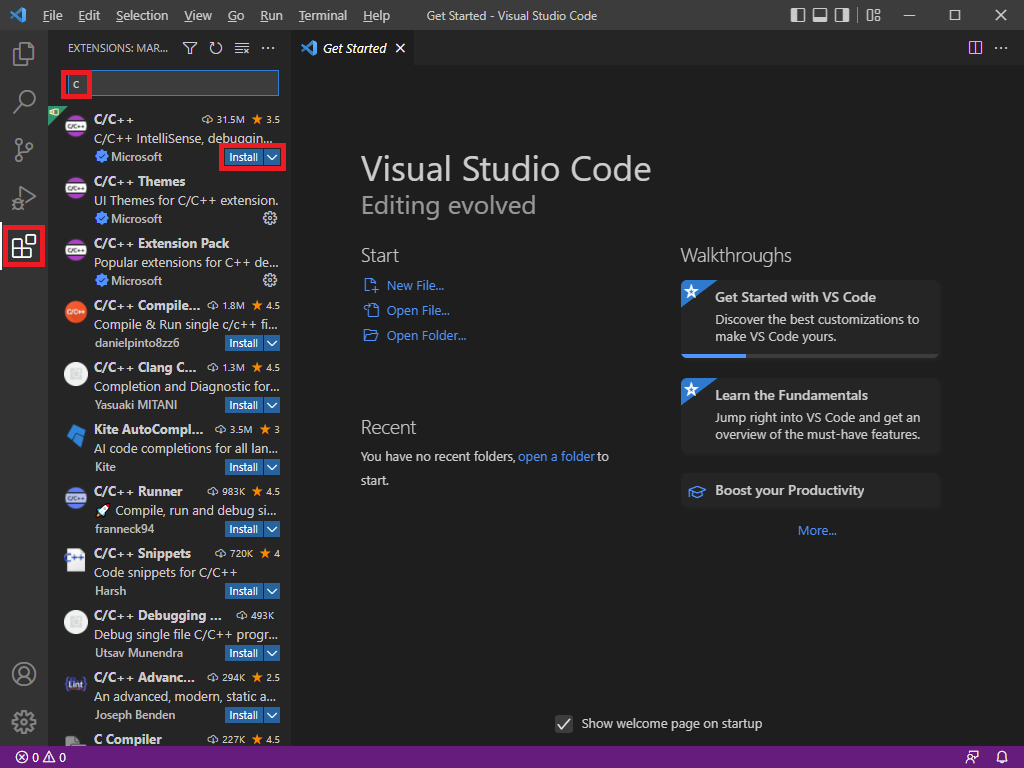 File Edit Selection View Go Run Terminal Help Get Started - Visual Studio Code
EXTENSIONS: MAR...
c
C/C++ 31.5M 3.5
C/C++ IntelliSense, debuggin...
Microsoft Install
C/C++ Themes
UI Themes for C/C++ extension.
Microsoft
C/C++ Extension Pack
Popular extensions for C++ de...
Microsoft
C/C++ Compile... 1.8M 4.5
Compile & Run single c/c++ fi...
danielpinto8zz6 Install
C/C++ Clang C... 1.3M 4.5
Completion and Diagnostic for...
Yasuaki MITANI Install
Kite AutoCompl... 3.5M 3
AI code completions for all lan...
Kite Install
C/C++ Runner 983K 4.5
🚀 Compile, run and debug si...
franneck94 Install
C/C++ Snippets 720K 4
Code snippets for C/C++
Harsh Install
C/C++ Debugging ... 493K
Debug single file C/C++ progr...
Utsav Munendra Install
C/C++ Advanc... 294K 2.5
An advanced, modern, static a...
Joseph Benden Install
C Compiler 227K 4.5
Get Started
Visual Studio Code
Editing evolved
Start
New File...
Open File...
Open Folder...
Recent
You have no recent folders, open a folder to
start.
Walkthroughs
Get Started with VS Code
Discover the best customizations to
make VS Code yours.
Learn the Fundamentals
Jump right into VS Code and get an
overview of the must-have features.
Boost your Productivity
More...
Show welcome page on startup
0 0